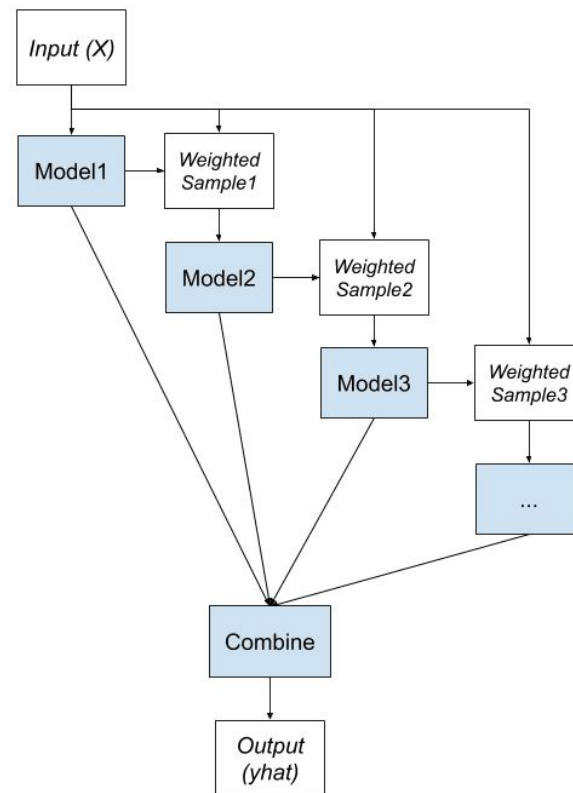 Input (X)
Model1
Weighted
Sample1
Model2
Weighted
Sample2
Model3
Weighted
Sample3
...
Combine
Output
(yhat)